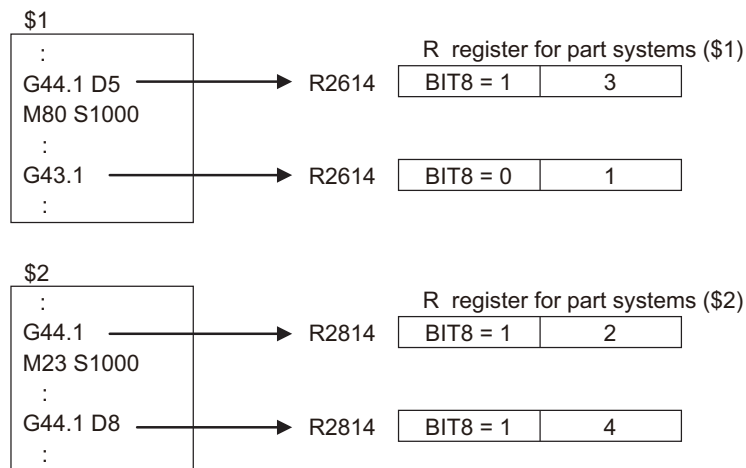 $1
:
R register for part systems ($1)
G44.1 D5 R2614 BIT8 = 1 3
M80 S1000
:
G43.1 R2614 BIT8 = 0 1
:
$2
:
R register for part systems ($2)
G44.1 R2814 BIT8 = 1 2
M23 S1000
:
G44.1 D8 R2814 BIT8 = 1 4
: